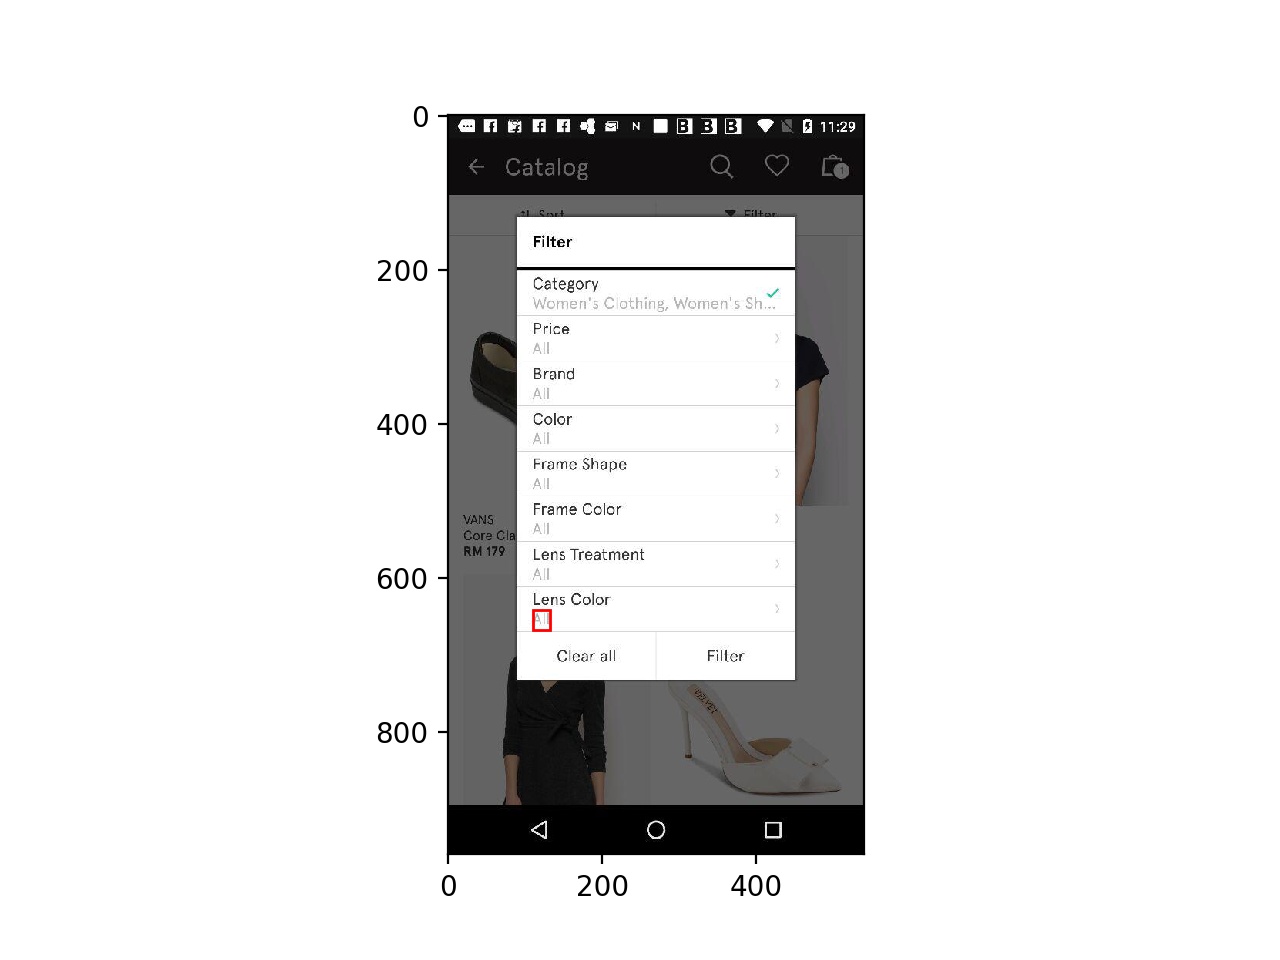 0
N B B B 11:29
Catalog 1
Sort Filter
200
Filter
Category
Women's Clothing, Women's Sh...
Price
All
Brand
All
400
Color
All
Frame Shape
All
Frame Color
All
VANS
Core Cla
RM 179
600
Lens Treatment
All
Lens Color
All
Clear all Filter
800
0 200 400